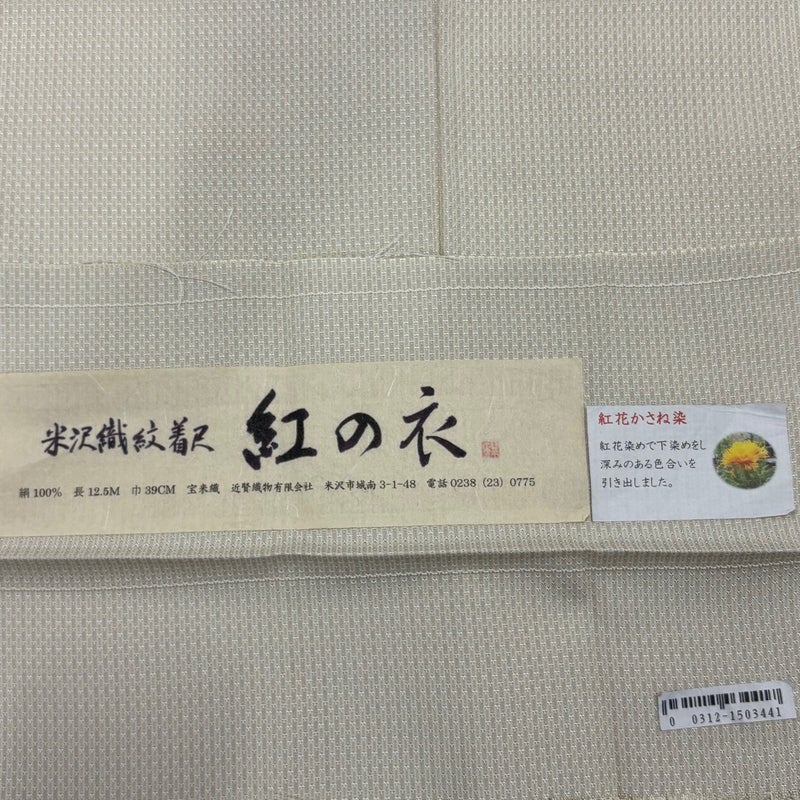 米沢織紋着尺 紅の衣
絹100% 長12.5M 巾39CM 宝来織 近賢織物有限会社 米沢市城南3-1-48 電話0238 (23) 0775
紅花かさね染
紅花染めで下染めをし
深みのある色合いを
引き出しました。
0 0312-1503441